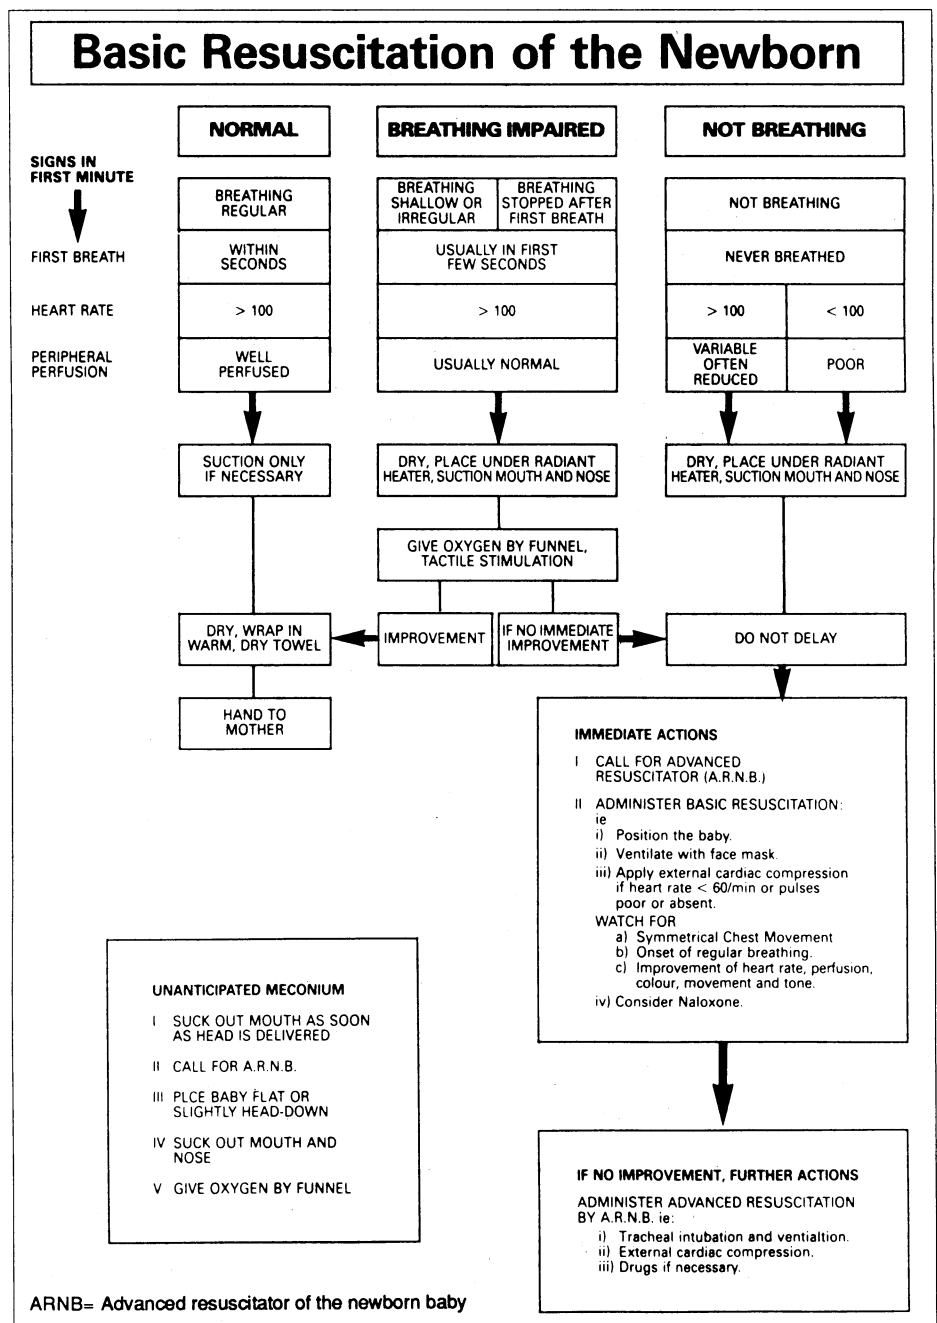 Basic Resuscitation of the Newborn
NORMAL
BREATHING IMPAIRED
NOT BREATHING
SIGNS IN
FIRST MINUTE
BREATHING
REGULAR
BREATHING
SHALLOW OR
IRREGULAR
BREATHING
STOPPED AFTER
FIRST BREATH
NOT BREATHING
FIRST BREATH
WITHIN
SECONDS
USUALLY IN FIRST
FEW SECONDS
NEVER BREATHED
HEART RATE
> 100
> 100
> 100
< 100
PERIPHERAL
PERFUSION
WELL
PERFUSED
USUALLY NORMAL
VARIABLE
OFTEN
REDUCED
POOR
SUCTION ONLY
IF NECESSARY
DRY, PLACE UNDER RADIANT
HEATER, SUCTION MOUTH AND NOSE
DRY, PLACE UNDER RADIANT
HEATER, SUCTION MOUTH AND NOSE
GIVE OXYGEN BY FUNNEL,
TACTILE STIMULATION
DRY, WRAP IN
WARM, DRY TOWEL
IMPROVEMENT
IF NO IMMEDIATE
IMPROVEMENT
DO NOT DELAY
HAND TO
MOTHER
IMMEDIATE ACTIONS
I CALL FOR ADVANCED
RESUSCITATOR (A.R.N.B.)
II ADMINISTER BASIC RESUSCITATION:
ie
i) Position the baby.
ii) Ventilate with face mask.
iii) Apply external cardiac compression
if heart rate < 60/min or pulses
poor or absent.
WATCH FOR
a) Symmetrical Chest Movement
b) Onset of regular breathing.
c) Improvement of heart rate, perfusion,
colour, movement and tone.
iv) Consider Naloxone.
UNANTICIPATED MECONIUM
I SUCK OUT MOUTH AS SOON
AS HEAD IS DELIVERED
II CALL FOR A.R.N.B.
III PLCE BABY FLAT OR
SLIGHTLY HEAD-DOWN
IV SUCK OUT MOUTH AND
NOSE
V GIVE OXYGEN BY FUNNEL
IF NO IMPROVEMENT, FURTHER ACTIONS
ADMINISTER ADVANCED RESUSCITATION
BY A.R.N.B. ie:
i) Tracheal intubation and ventialtion.
ii) External cardiac compression.
iii) Drugs if necessary.
ARNB= Advanced resuscitator of the newborn baby